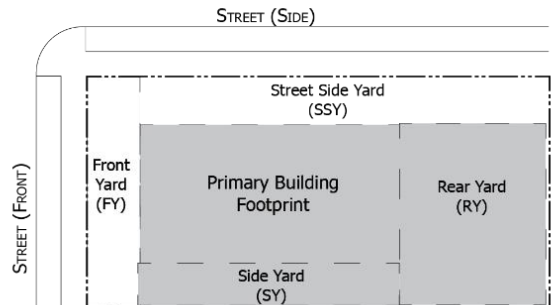 STREET (SIDE)
Street Side Yard
(SSY)
Front
Yard
(FY)
Primary Building
Footprint
Rear Yard
(RY)
STREET (FRONT)
Side Yard
(SY)